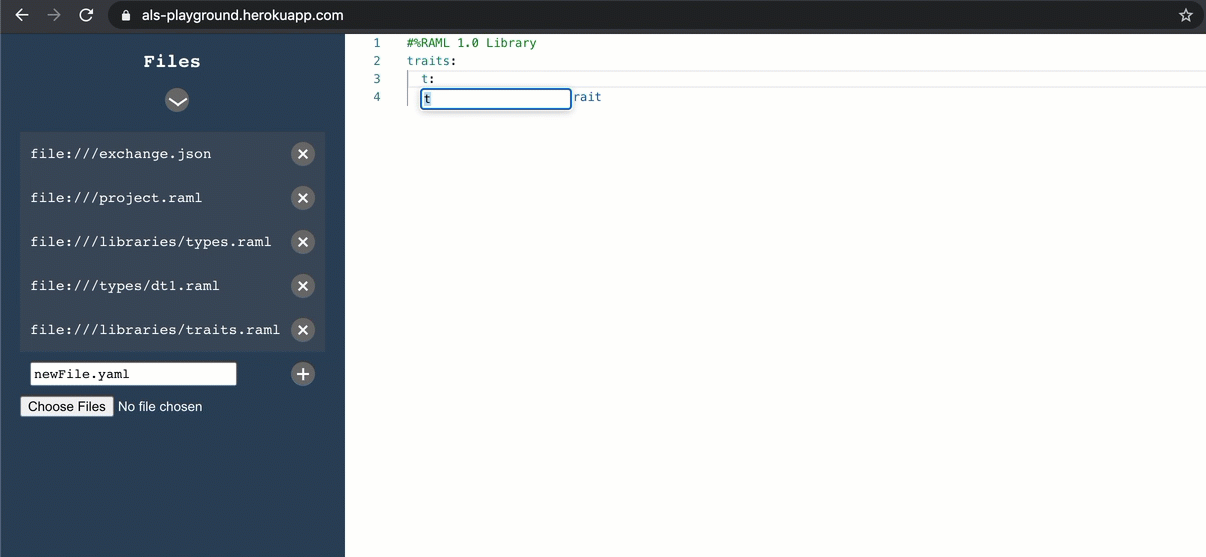 als-playground.herokuapp.com
Files
file:///exchange.json
file:///project.raml
file:///libraries/types.raml
file:///types/dt1.raml
file:///libraries/traits.raml
newFile.yaml
Choose Files No file chosen
1 #%RAML 1.0 Library
2 traits:
3 t:
4 t rait